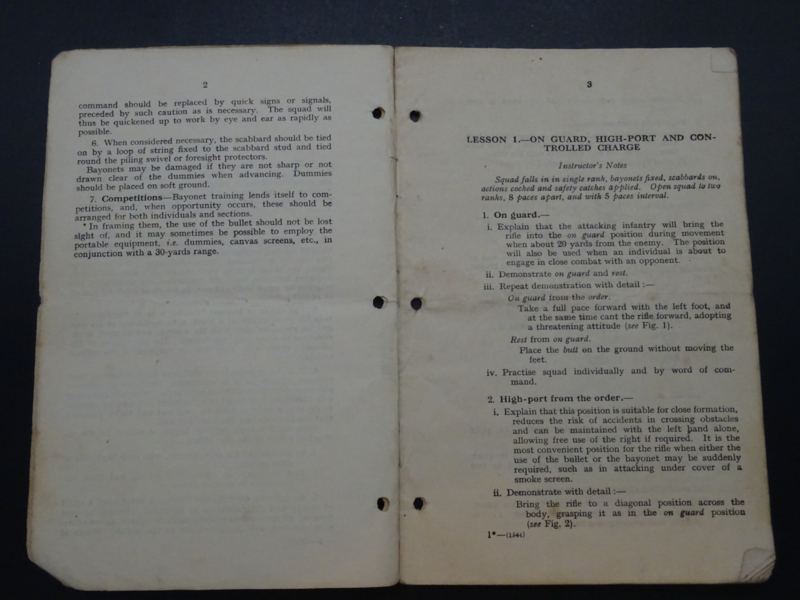 2
command should be replaced by quick signs or signals,
preceded by such caution as is necessary. The squad will
thus be quickened up to work by eye and ear as rapidly as
possible.
6. When considered necessary, the scabbard should be tied
on by a loop of string fixed to the scabbard stud and tied
round the piling swivel or foresight protectors.
Bayonets may be damaged if they are not sharp or not
drawn clear of the dummies when advancing. Dummies
should be placed on soft ground.
7. Competitions—Bayonet training lends itself to com-
petitions, and, when opportunity occurs, these should be
arranged for both individuals and sections.
In framing them, the use of the bullet should not be lost
sight of, and it may sometimes be possible to employ the
portable equipment, i.e. dummies, canvas screens, etc., in
conjunction with a 30-yards range.
3
LESSON 1.—ON GUARD, HIGH-PORT AND CON-
TROLLED CHARGE
Instructor's Notes
Squad falls in in single rank, bayonets fixed, scabbards on,
actions cocked and safety catches applied. Open squad to two
ranks, 8 paces apart, and with 5 paces interval.
1. On guard.—
i. Explain that the attacking infantry will bring the
rifle into the on guard position during movement
when about 20 yards from the enemy. The position
will also be used when an individual is about to
engage in close combat with an opponent.
ii. Demonstrate on guard and rest.
iii. Repeat demonstration with detail :—
On guard from the order.
Take a full pace forward with the left foot, and
at the same time cant the rifle forward, adopting
a threatening attitude (see Fig. 1).
Rest from on guard.
Place the butt on the ground without moving the
feet.
iv. Practise squad individually and by word of com-
mand.
2. High-port from the order.—
i. Explain that this position is suitable for close formation,
reduces the risk of accidents in crossing obstacles
and can be maintained with the left hand alone,
allowing free use of the right if required. It is the
most convenient position for the rifle when either the
use of the bullet or the bayonet may be suddenly
required, such as in attacking under cover of a
smoke screen.
ii. Demonstrate with detail :—
Bring the rifle to a diagonal position across the
body, grasping it as in the on guard position
(see Fig. 2).
1*—(1544)